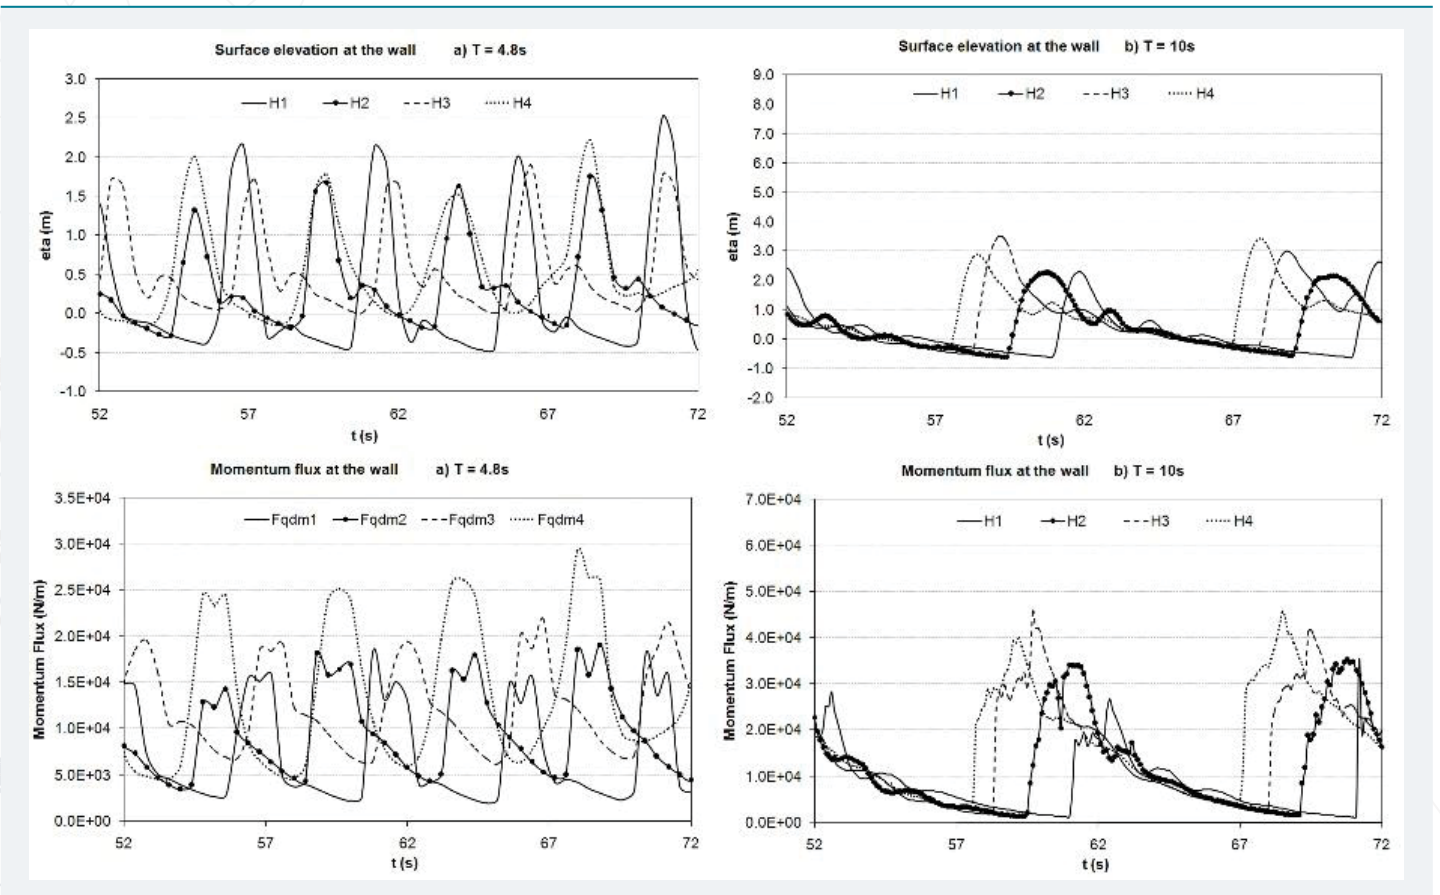 Surface elevation at the wall a) T = 4.8s
3.0
2.5
2.0
1.5
1.0
0.5
0.0
-0.5
-1.0
eta (m)
H1 H2 H3 H4
52 57 62 67 72
t (s)
Surface elevation at the wall b) T = 10s
9.0
8.0
7.0
6.0
5.0
4.0
3.0
2.0
1.0
0.0
-1.0
-2.0
eta (m)
H1 H2 H3 H4
52 57 62 67 72
t (s)
Momentum flux at the wall a) T = 4.8s
3.5E+04
3.0E+04
2.5E+04
2.0E+04
1.5E+04
1.0E+04
5.0E+03
0.0E+00
Momentum Flux (N/m)
Fqdm1 Fqdm2 Fqdm3 Fqdm4
52 57 62 67 72
t (s)
Momentum flux at the wall b) T = 10s
7.0E+04
6.0E+04
5.0E+04
4.0E+04
3.0E+04
2.0E+04
1.0E+04
0.0E+00
Momentum Flux (N/m)
H1 H2 H3 H4
52 57 62 67 72
t (s)